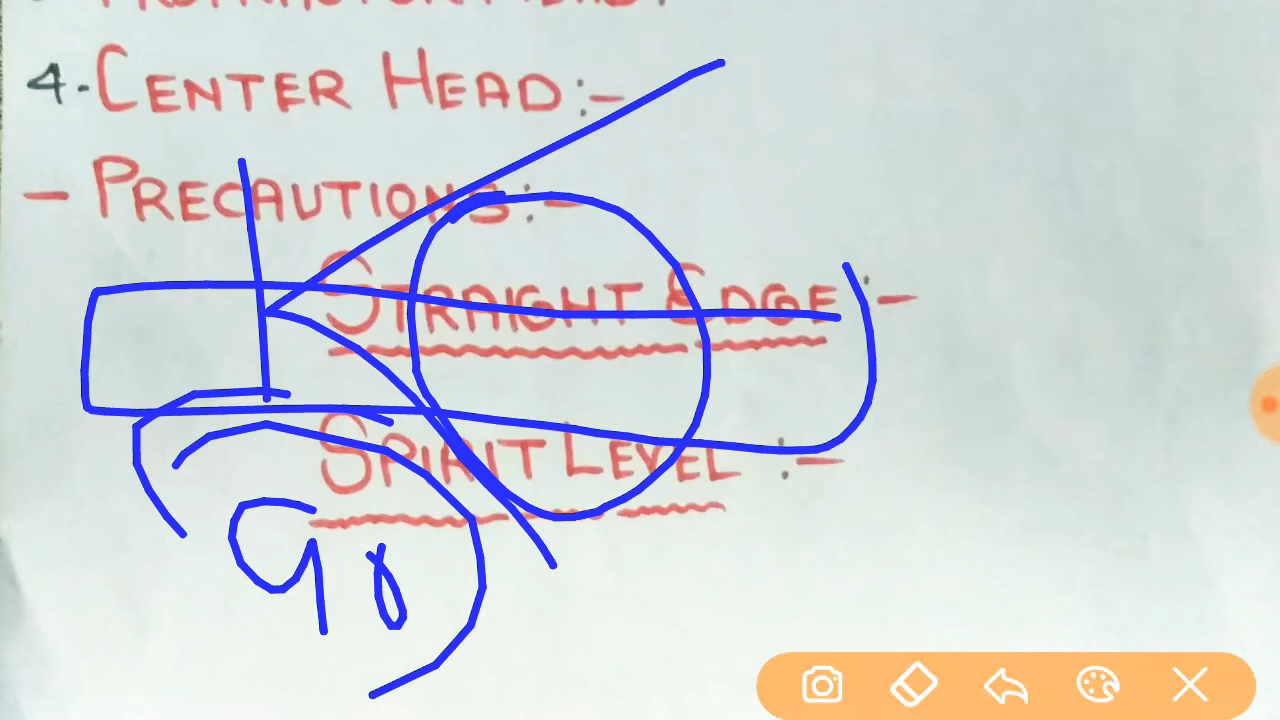 4. CENTER HEAD :-
- PRECAUTIONS :-
STRAIGHT EDGE :-
SPIRIT LEVEL :-
90